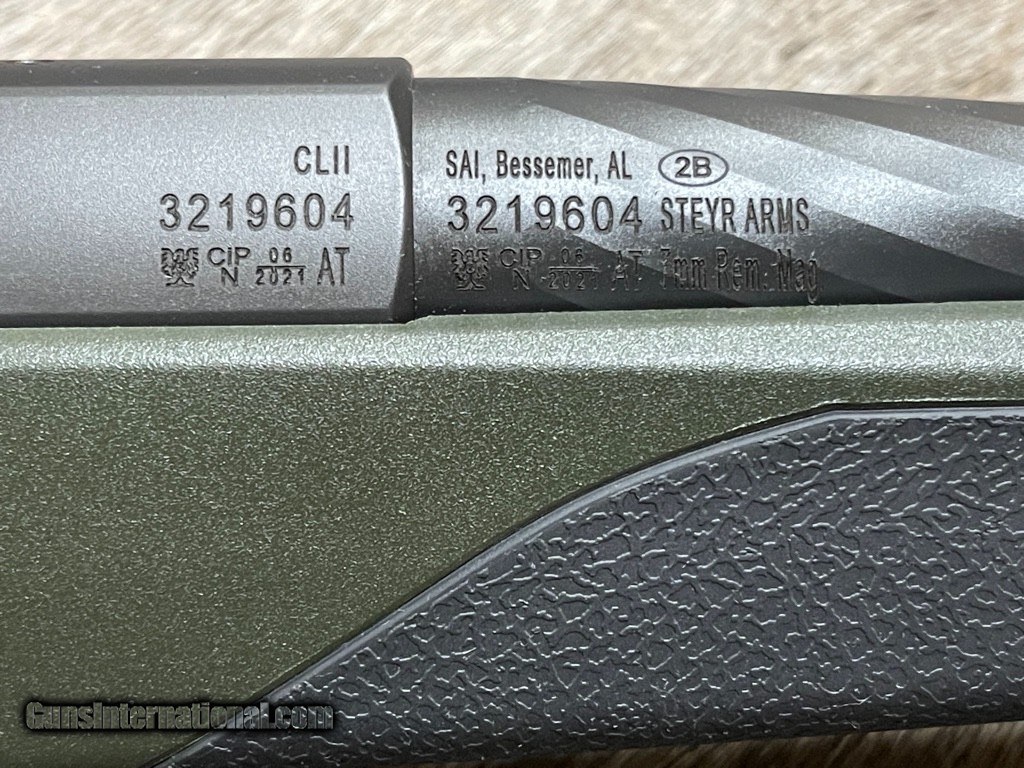 CLII
3219604
CIP 06 AT
N 2021
SAI, Bessemer, AL 2B
3219604 STEYR ARMS
CIP 06 AT 7mm Rem. Mag
N 2021
GunsInternational.com